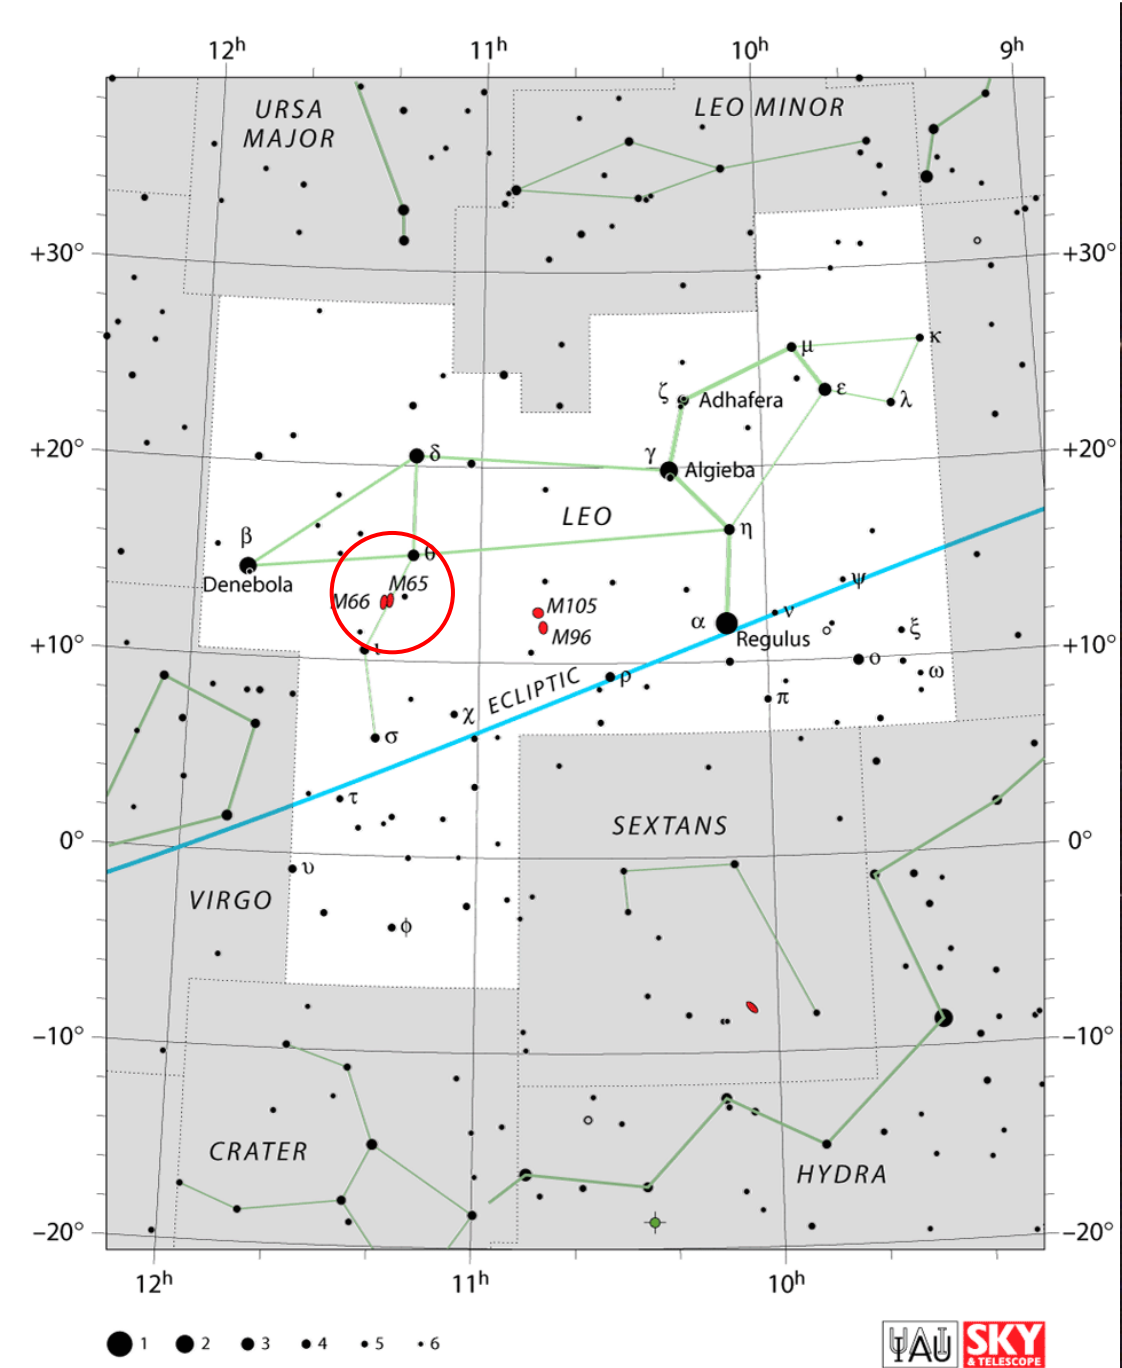 12h 11h 10h 9h
URSA
MAJOR
LEO MINOR
+30° +30°
μ κ
ζ Adhafera ε λ
+20° δ γ Algieba +20°
LEO η
β
Denebola θ
M65
M66 M105
M96
ψ
ν
α Regulus ξ
+10° ι ο +10°
ω
ECLIPTIC ρ π
χ
σ
τ
SEXTANS
0° 0°
υ
VIRGO
φ
−10° −10°
CRATER
HYDRA
−20° −20°
12h 11h 10h
1 2 3 4 5 6
IAU SKY
& TELESCOPE